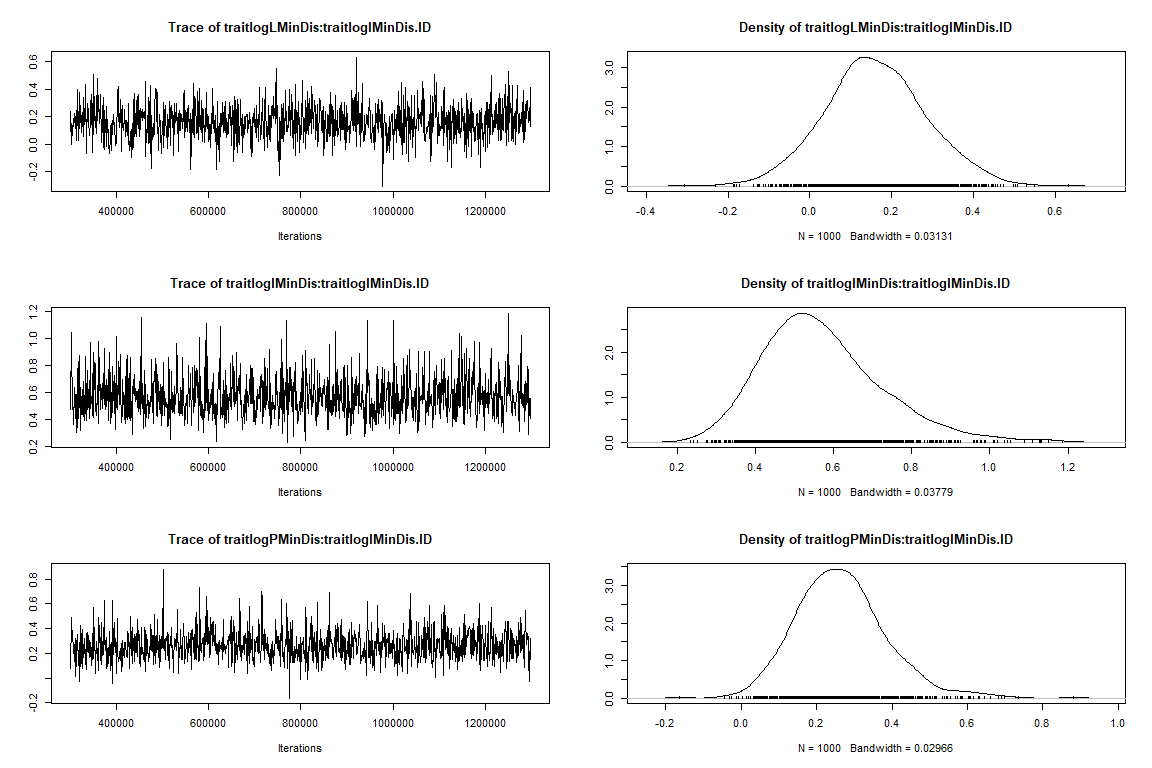 Trace of traitlogLMinDis:traitlogIMinDis.ID
0.6
0.4
0.2
0.0
-0.2
400000 600000 800000 1000000 1200000
Iterations
Density of traitlogLMinDis:traitlogIMinDis.ID
3.0
2.0
1.0
0.0
-0.4 -0.2 0.0 0.2 0.4 0.6
N = 1000 Bandwidth = 0.03131
Trace of traitlogIMinDis:traitlogIMinDis.ID
1.2
1.0
0.8
0.6
0.4
0.2
400000 600000 800000 1000000 1200000
Iterations
Density of traitlogIMinDis:traitlogIMinDis.ID
2.0
1.0
0.0
0.2 0.4 0.6 0.8 1.0 1.2
N = 1000 Bandwidth = 0.03779
Trace of traitlogPMinDis:traitlogIMinDis.ID
0.8
0.6
0.4
0.2
-0.2
400000 600000 800000 1000000 1200000
Iterations
Density of traitlogPMinDis:traitlogIMinDis.ID
3.0
2.0
1.0
0.0
-0.2 0.0 0.2 0.4 0.6 0.8 1.0
N = 1000 Bandwidth = 0.02966